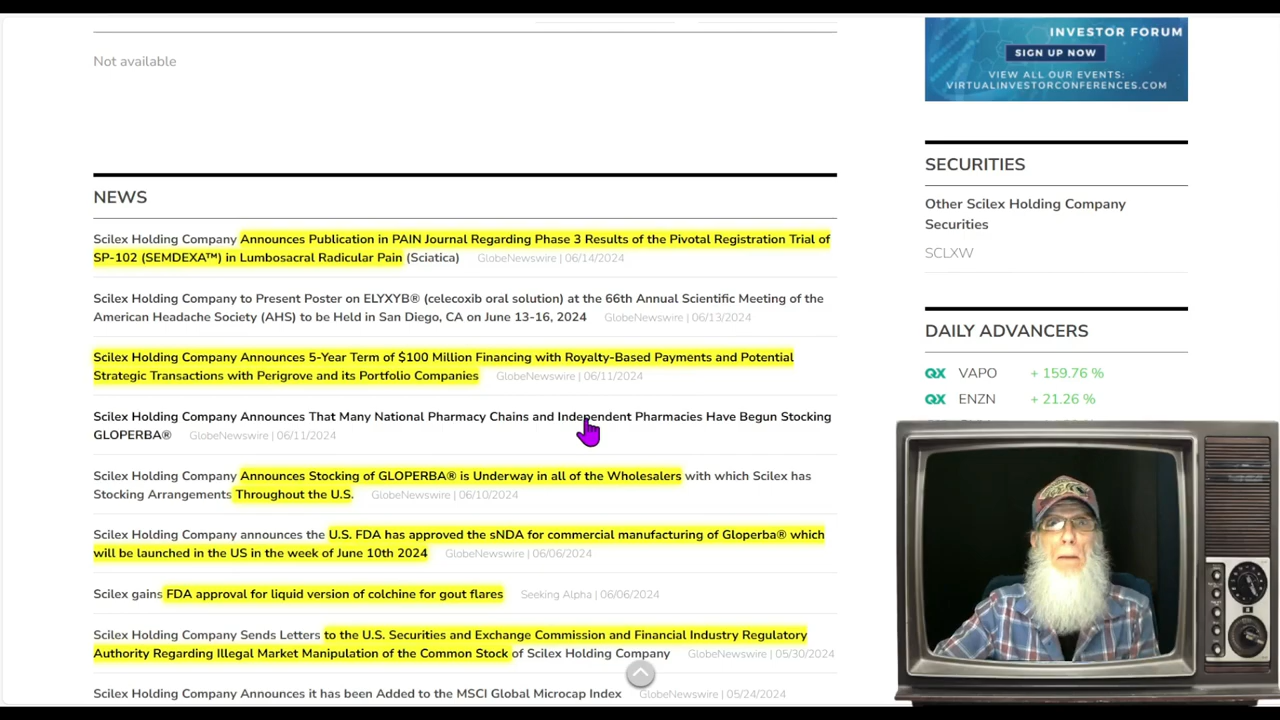 INVESTOR FORUM
SIGN UP NOW
VIEW ALL OUR EVENTS:
VIRTUALINVESTORCONFERENCES.COM
Not available
NEWS
Scilex Holding Company Announces Publication in PAIN Journal Regarding Phase 3 Results of the Pivotal Registration Trial of
SP-102 (SEMDEXA™) in Lumbosacral Radicular Pain (Sciatica) GlobeNewswire | 06/14/2024
Scilex Holding Company to Present Poster on ELYXYB® (celecoxib oral solution) at the 66th Annual Scientific Meeting of the
American Headache Society (AHS) to be Held in San Diego, CA on June 13-16, 2024 GlobeNewswire | 06/13/2024
Scilex Holding Company Announces 5-Year Term of $100 Million Financing with Royalty-Based Payments and Potential
Strategic Transactions with Perigrove and its Portfolio Companies GlobeNewswire | 06/11/2024
Scilex Holding Company Announces That Many National Pharmacy Chains and Independent Pharmacies Have Begun Stocking
GLOPERBA® GlobeNewswire | 06/11/2024
Scilex Holding Company Announces Stocking of GLOPERBA® is Underway in all of the Wholesalers with which Scilex has
Stocking Arrangements Throughout the U.S. GlobeNewswire | 06/10/2024
Scilex Holding Company announces the U.S. FDA has approved the sNDA for commercial manufacturing of Gloperba® which
will be launched in the US in the week of June 10th 2024 GlobeNewswire | 06/06/2024
Scilex gains FDA approval for liquid version of colchine for gout flares Seeking Alpha | 06/06/2024
Scilex Holding Company Sends Letters to the U.S. Securities and Exchange Commission and Financial Industry Regulatory
Authority Regarding Illegal Market Manipulation of the Common Stock of Scilex Holding Company GlobeNewswire | 05/30/2024
Scilex Holding Company Announces it has been Added to the MSCI Global Microcap Index GlobeNewswire | 05/24/2024
SECURITIES
Other Scilex Holding Company
Securities
SCLXW
DAILY ADVANCERS
QX VAPO + 159.76 %
QX ENZN + 21.26 %